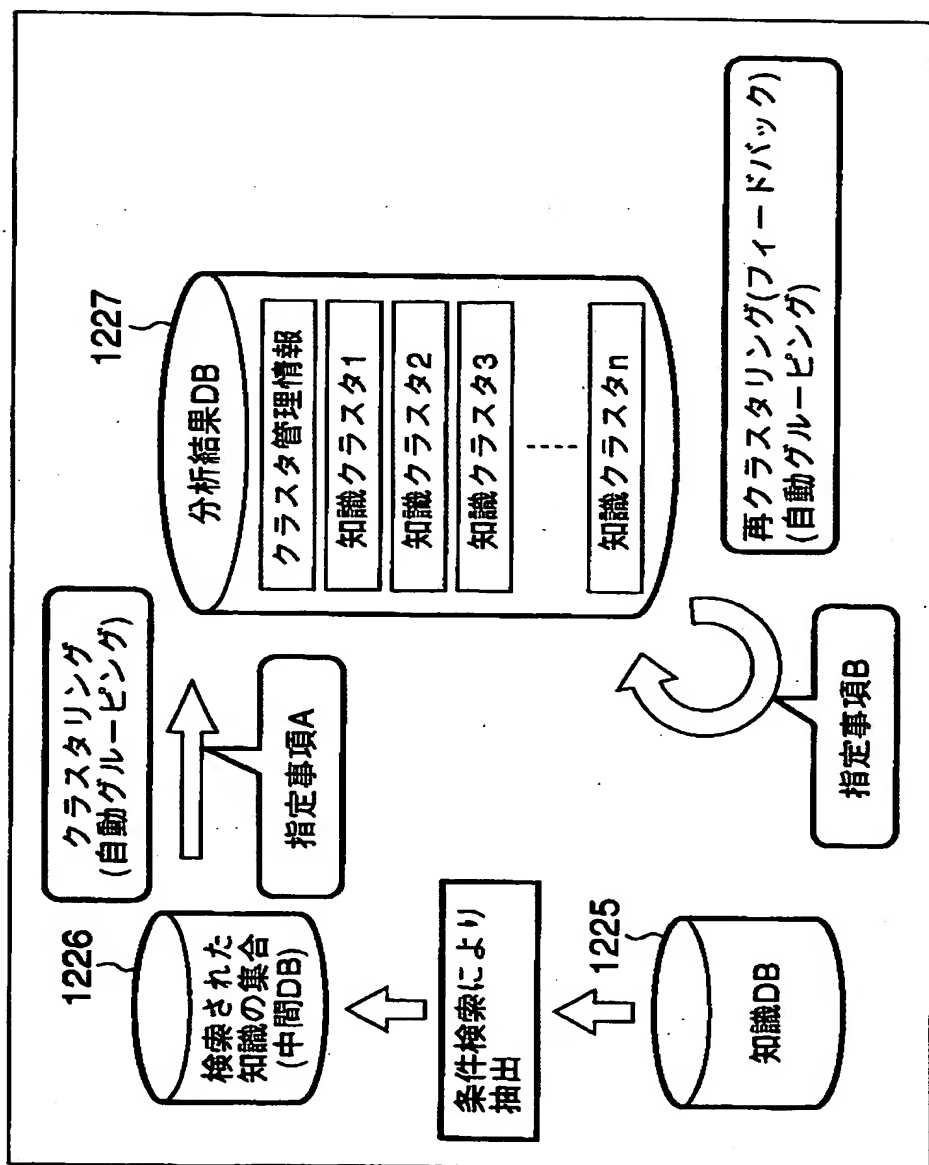 1226
検索された
知識の集合
(中間DB)
条件検索により
抽出
1225
知識DB
クラスタリング
(自動グルーピング)
指定事項A
1227
分析結果DB
クラスタ管理情報
知識クラスタ1
知識クラスタ2
知識クラスタ3
知識クラスタn
指定事項B
再クラスタリング(フィードバック)
(自動グルーピング)